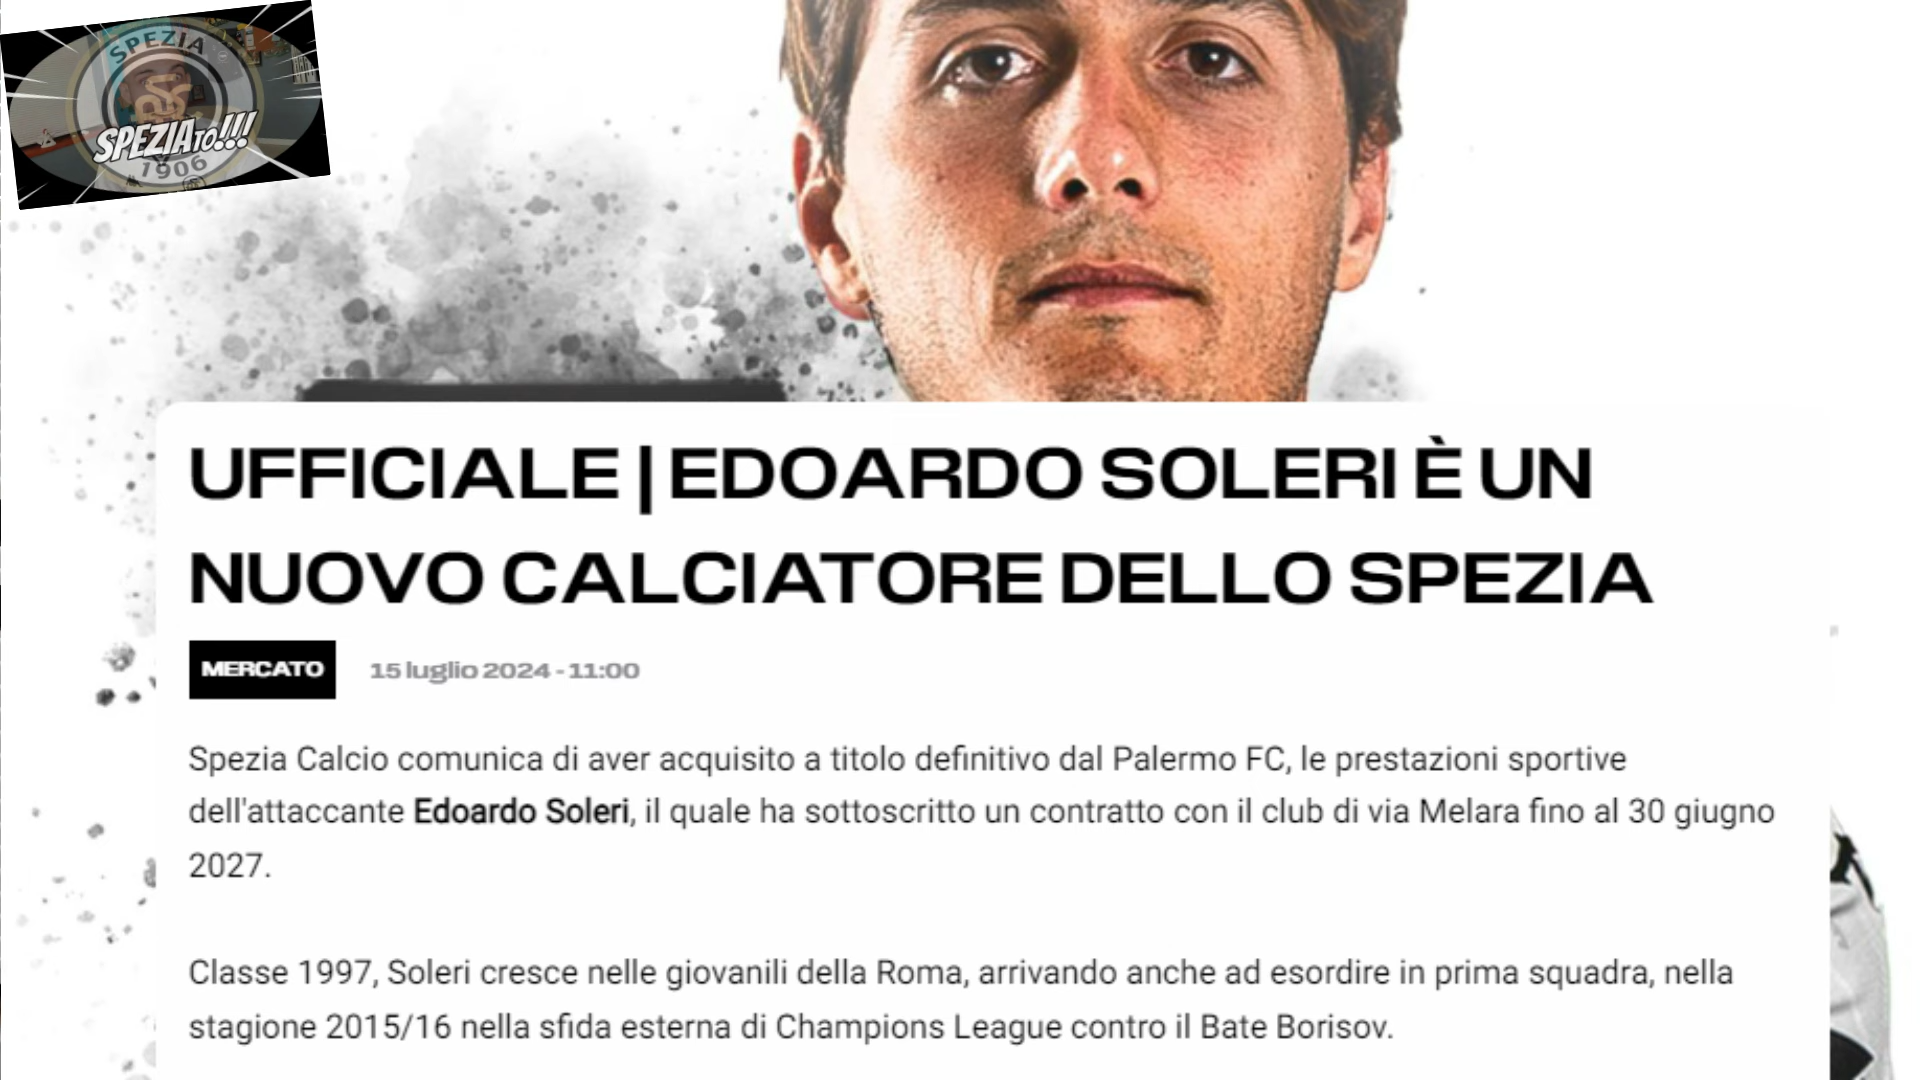 SPEZIA
SPEZIATO!!!
1906
UFFICIALE | EDOARDO SOLERI È UN
NUOVO CALCIATORE DELLO SPEZIA
MERCATO 15 luglio 2024 - 11:00
Spezia Calcio comunica di aver acquisito a titolo definitivo dal Palermo FC, le prestazioni sportive
dell'attaccante Edoardo Soleri, il quale ha sottoscritto un contratto con il club di via Melara fino al 30 giugno
2027.
Classe 1997, Soleri cresce nelle giovanili della Roma, arrivando anche ad esordire in prima squadra, nella
stagione 2015/16 nella sfida esterna di Champions League contro il Bate Borisov.